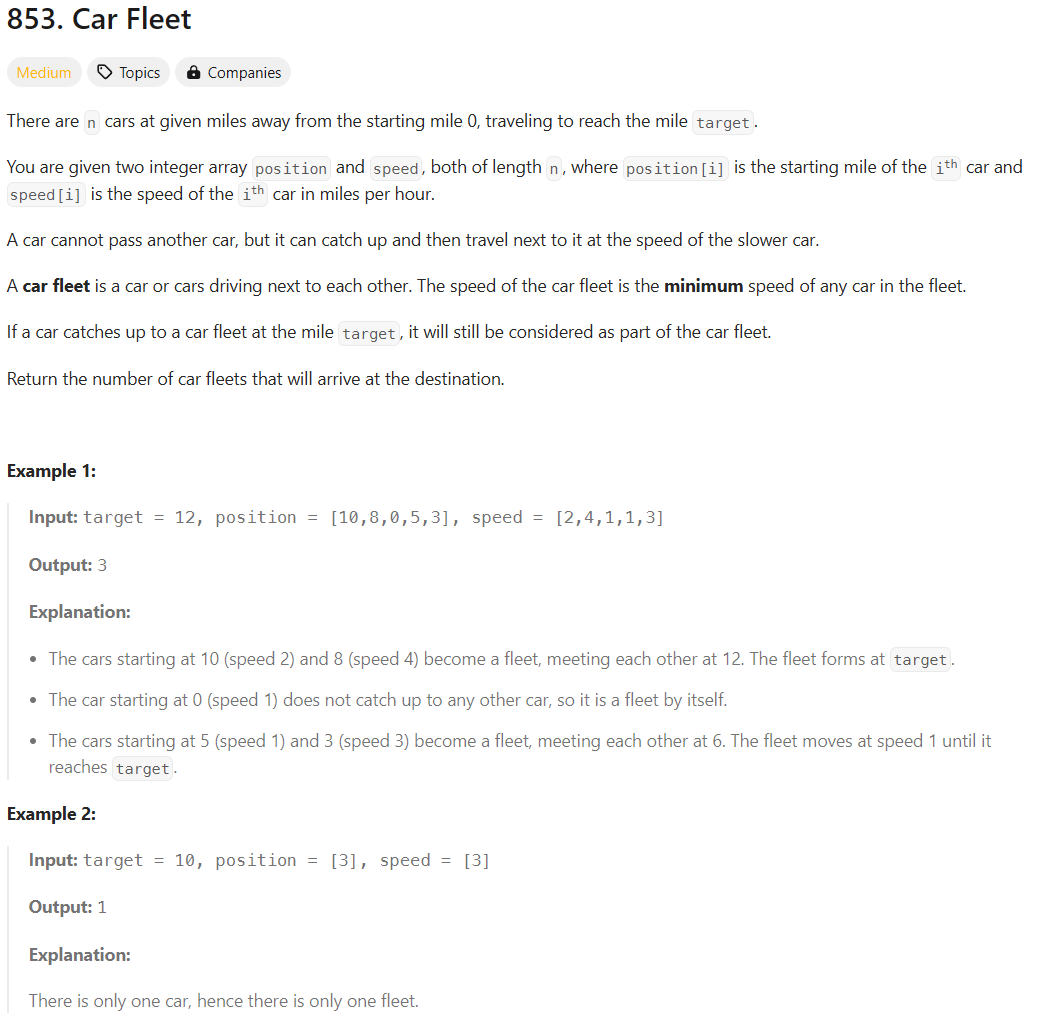 853. Car Fleet
Medium
Topics
Companies
There are n cars at given miles away from the starting mile 0, traveling to reach the mile target.
You are given two integer array position and speed, both of length n, where position[i] is the starting mile of the ith car and
speed[i] is the speed of the ith car in miles per hour.
A car cannot pass another car, but it can catch up and then travel next to it at the speed of the slower car.
A car fleet is a car or cars driving next to each other. The speed of the car fleet is the minimum speed of any car in the fleet.
If a car catches up to a car fleet at the mile target, it will still be considered as part of the car fleet.
Return the number of car fleets that will arrive at the destination.
Example 1:
Input: target = 12, position = [10,8,0,5,3], speed = [2,4,1,1,3]
Output: 3
Explanation:
• The cars starting at 10 (speed 2) and 8 (speed 4) become a fleet, meeting each other at 12. The fleet forms at target.
• The car starting at 0 (speed 1) does not catch up to any other car, so it is a fleet by itself.
• The cars starting at 5 (speed 1) and 3 (speed 3) become a fleet, meeting each other at 6. The fleet moves at speed 1 until it
reaches target.
Example 2:
Input: target = 10, position = [3], speed = [3]
Output: 1
Explanation:
There is only one car, hence there is only one fleet.